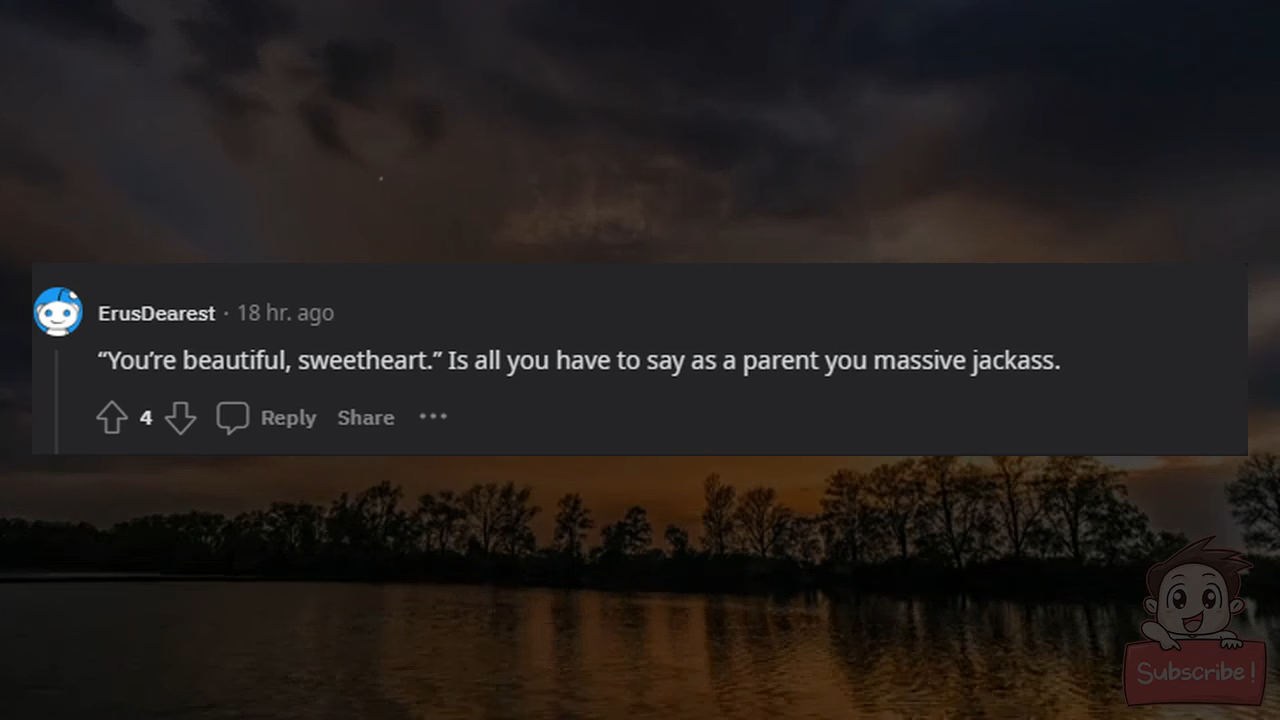 ErusDearest · 18 hr. ago
“You’re beautiful, sweetheart.” Is all you have to say as a parent you massive jackass.
4 Reply Share ···
Subscribe!